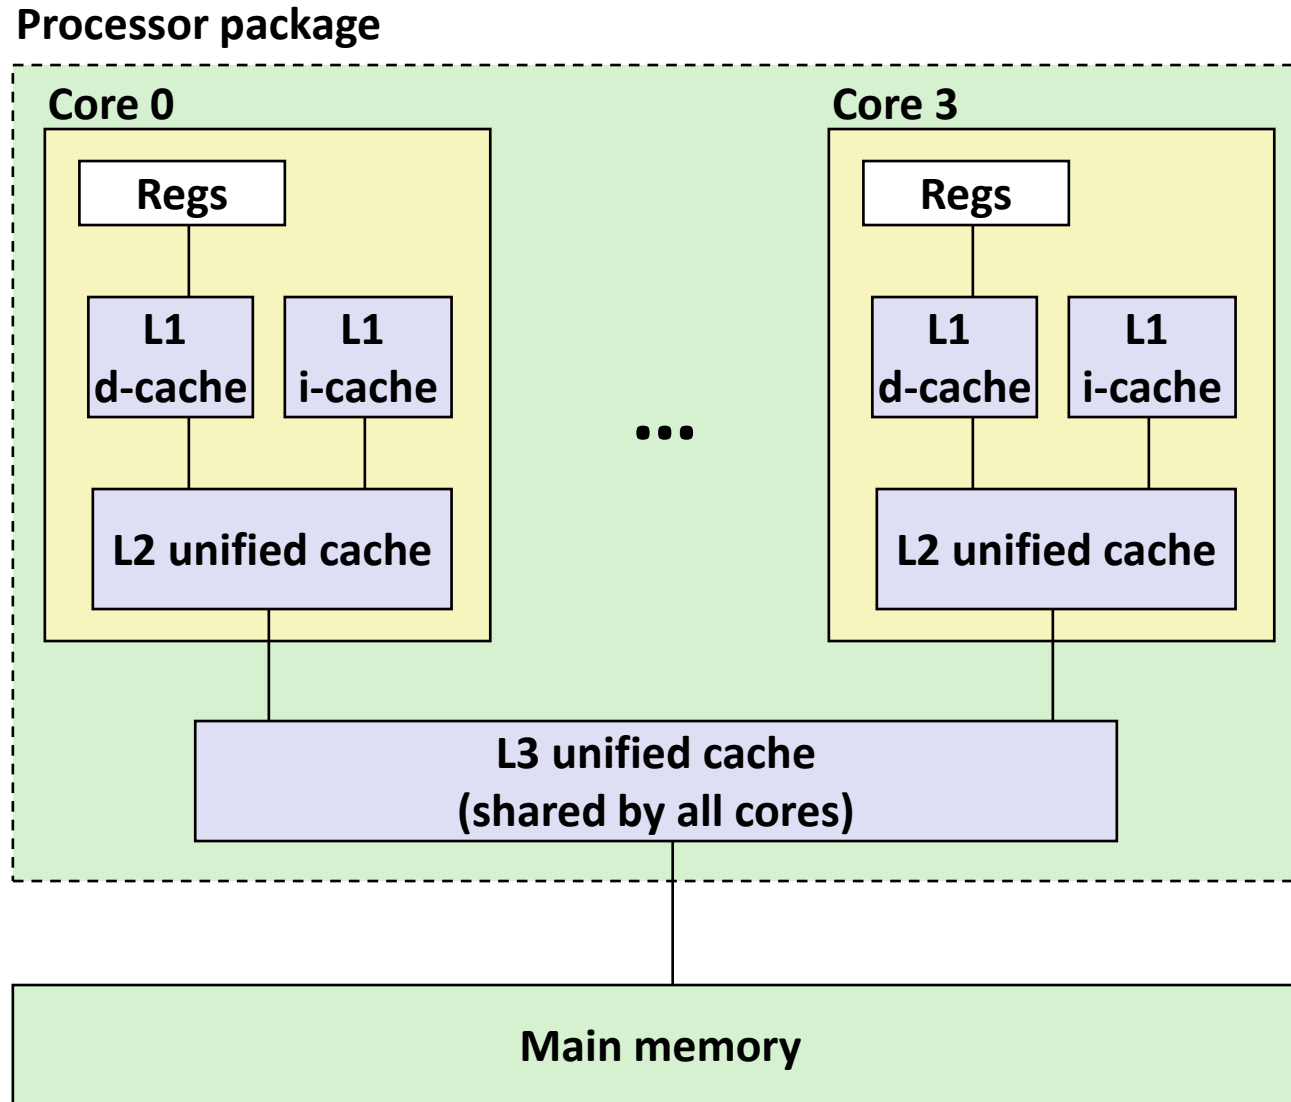 Processor package
Core 0
Regs
L1
d-cache
L1
i-cache
L2 unified cache
...
Core 3
Regs
L1
d-cache
L1
i-cache
L2 unified cache
L3 unified cache
(shared by all cores)
Main memory